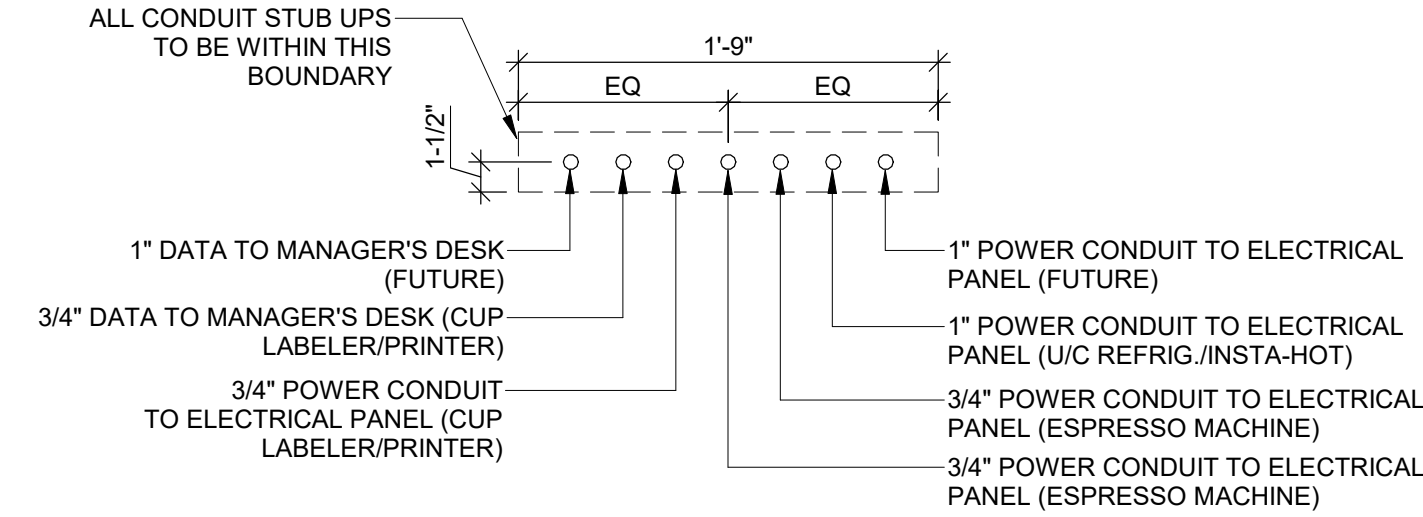 ALL CONDUIT STUB UPS
TO BE WITHIN THIS
BOUNDARY
1'-9"
EQ
EQ
1-1/2"
1" DATA TO MANAGER'S DESK
(FUTURE)
3/4" DATA TO MANAGER'S DESK (CUP
LABELER/PRINTER)
3/4" POWER CONDUIT
TO ELECTRICAL PANEL (CUP
LABELER/PRINTER)
1" POWER CONDUIT TO ELECTRICAL
PANEL (FUTURE)
1" POWER CONDUIT TO ELECTRICAL
PANEL (U/C REFRIG./INSTA-HOT)
3/4" POWER CONDUIT TO ELECTRICAL
PANEL (ESPRESSO MACHINE)
3/4" POWER CONDUIT TO ELECTRICAL
PANEL (ESPRESSO MACHINE)